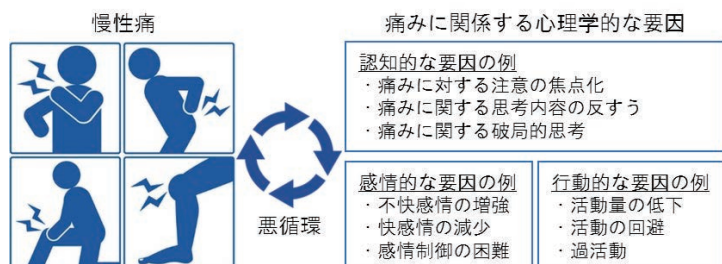 慢性痛
痛みに関係する心理学的な要因
認知的な要因の例
・痛みに対する注意の焦点化
・痛みに関する思考内容の反すう
・痛みに関する破局的思考
悪循環
感情的な要因の例
・不快感情の増強
・快感情の減少
・感情制御の困難
行動的な要因の例
・活動量の低下
・活動の回避
・過活動